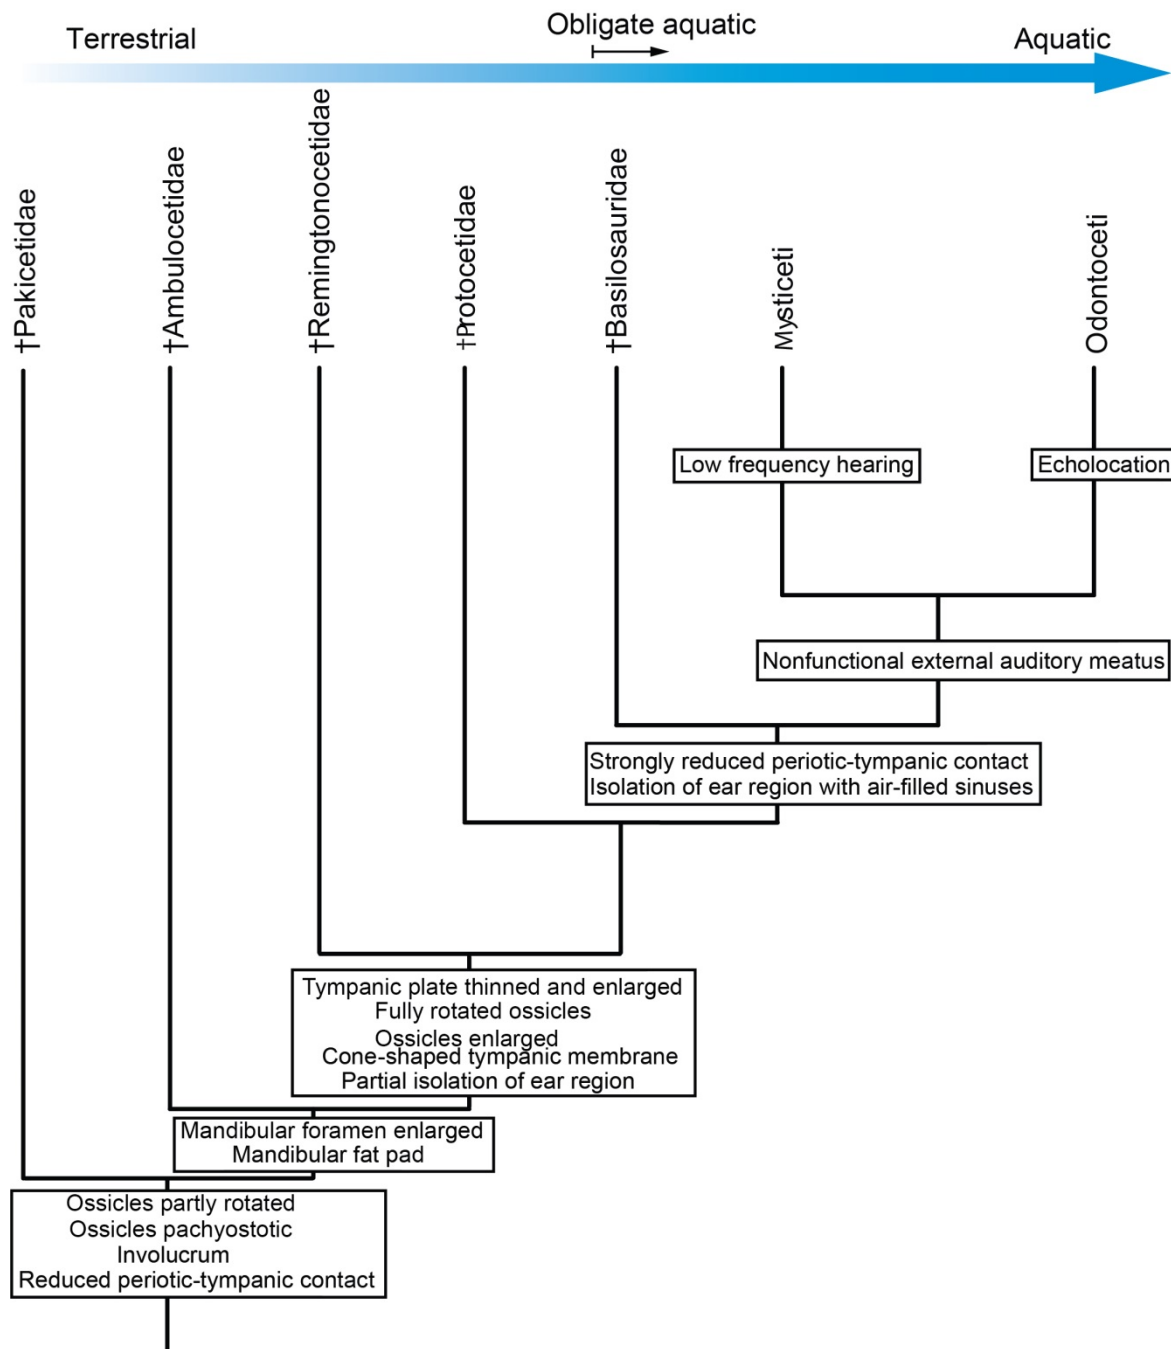 Terrestrial
Obligate aquatic
Aquatic
†Pakicetidae
†Ambulocetidae
†Remingtonocetidae
†Protocetidae
†Basilosauridae
Mysticeti
Odontoceti
Low frequency hearing
Echolocation
Nonfunctional external auditory meatus
Strongly reduced periotic-tympanic contact
Isolation of ear region with air-filled sinuses
Tympanic plate thinned and enlarged
Fully rotated ossicles
Ossicles enlarged
Cone-shaped tympanic membrane
Partial isolation of ear region
Mandibular foramen enlarged
Mandibular fat pad
Ossicles partly rotated
Ossicles pachyostotic
Involucrum
Reduced periotic-tympanic contact